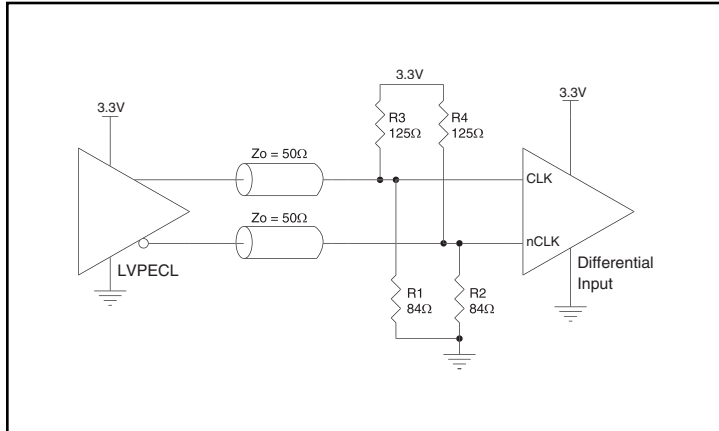 3.3V
3.3V
3.3V
R3
125Ω
R4
125Ω
Zo = 50Ω
CLK
Zo = 50Ω
nCLK
LVPECL
Differential
Input
R1
84Ω
R2
84Ω